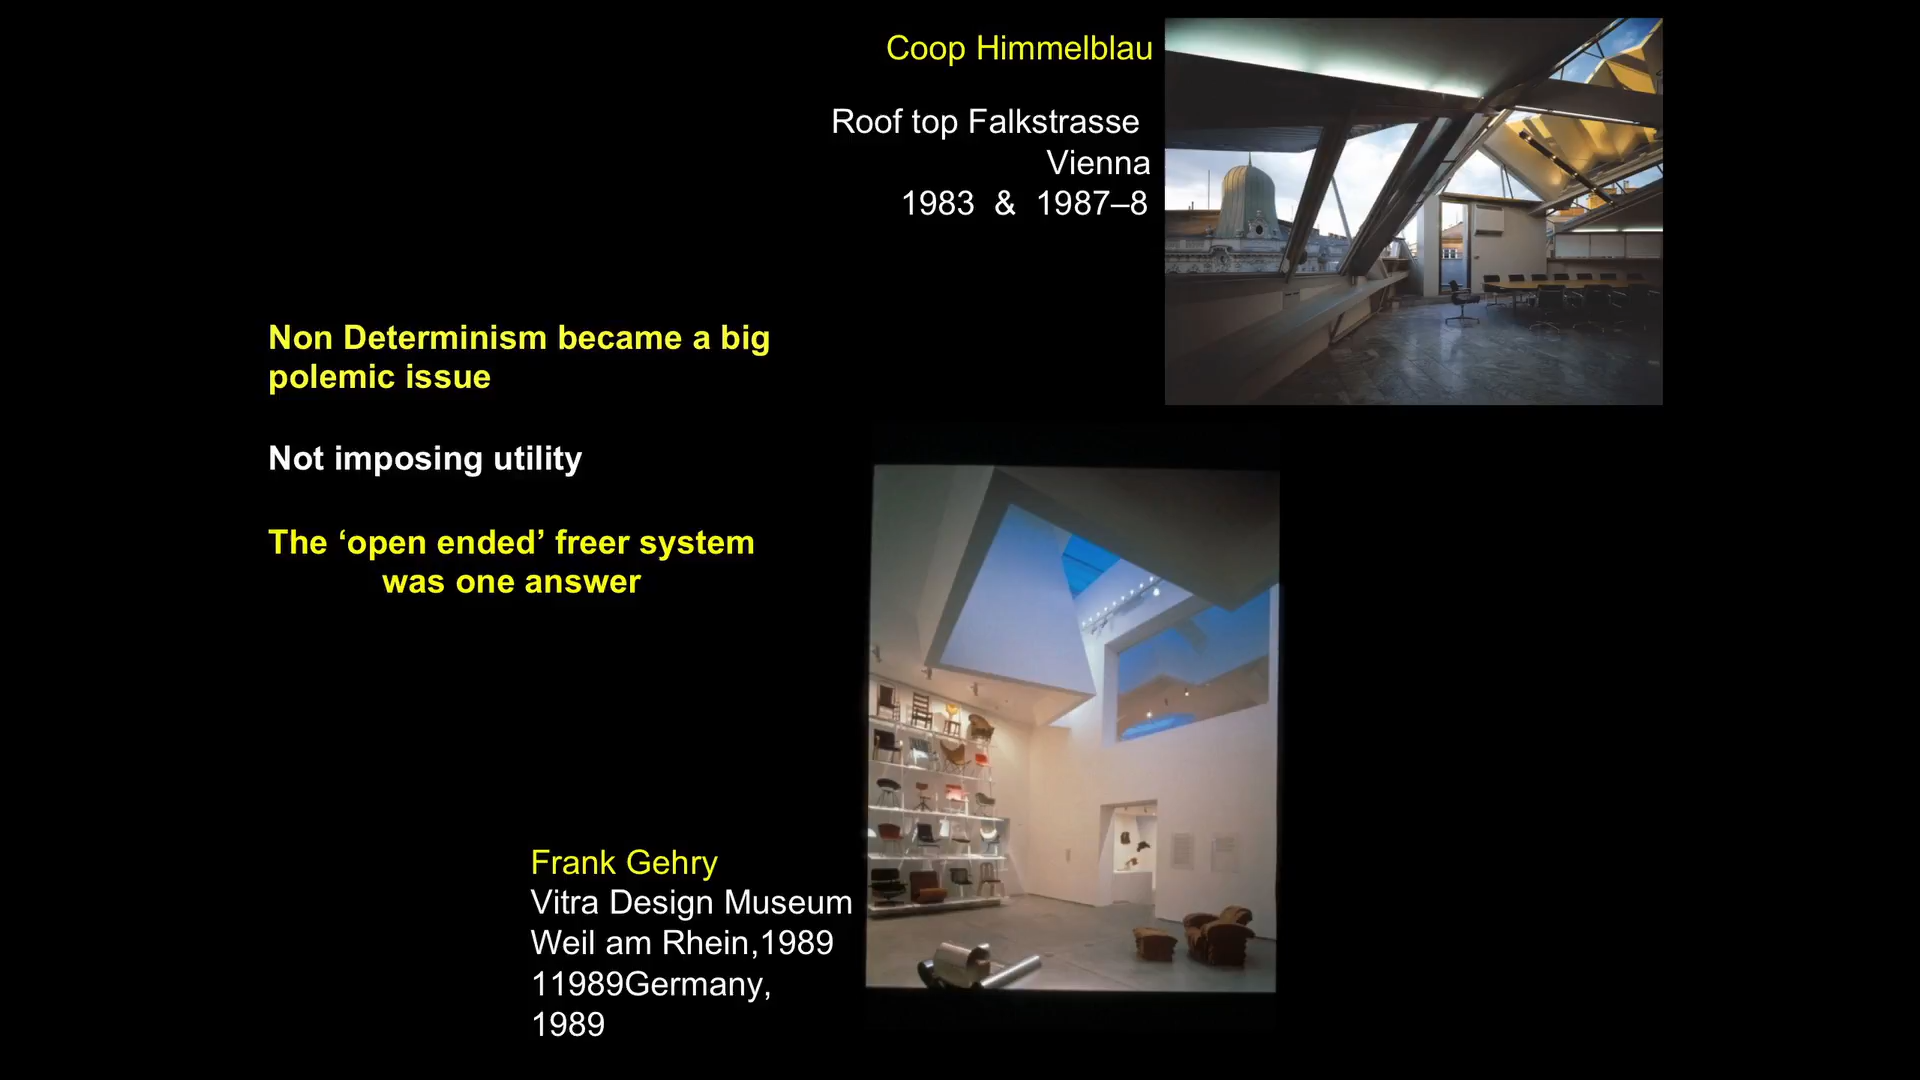 Coop Himmelblau
Roof top Falkstrasse
Vienna
1983 & 1987–8
Non Determinism became a big
polemic issue
Not imposing utility
The ‘open ended’ freer system
was one answer
Frank Gehry
Vitra Design Museum
Weil am Rhein,1989
11989Germany,
1989